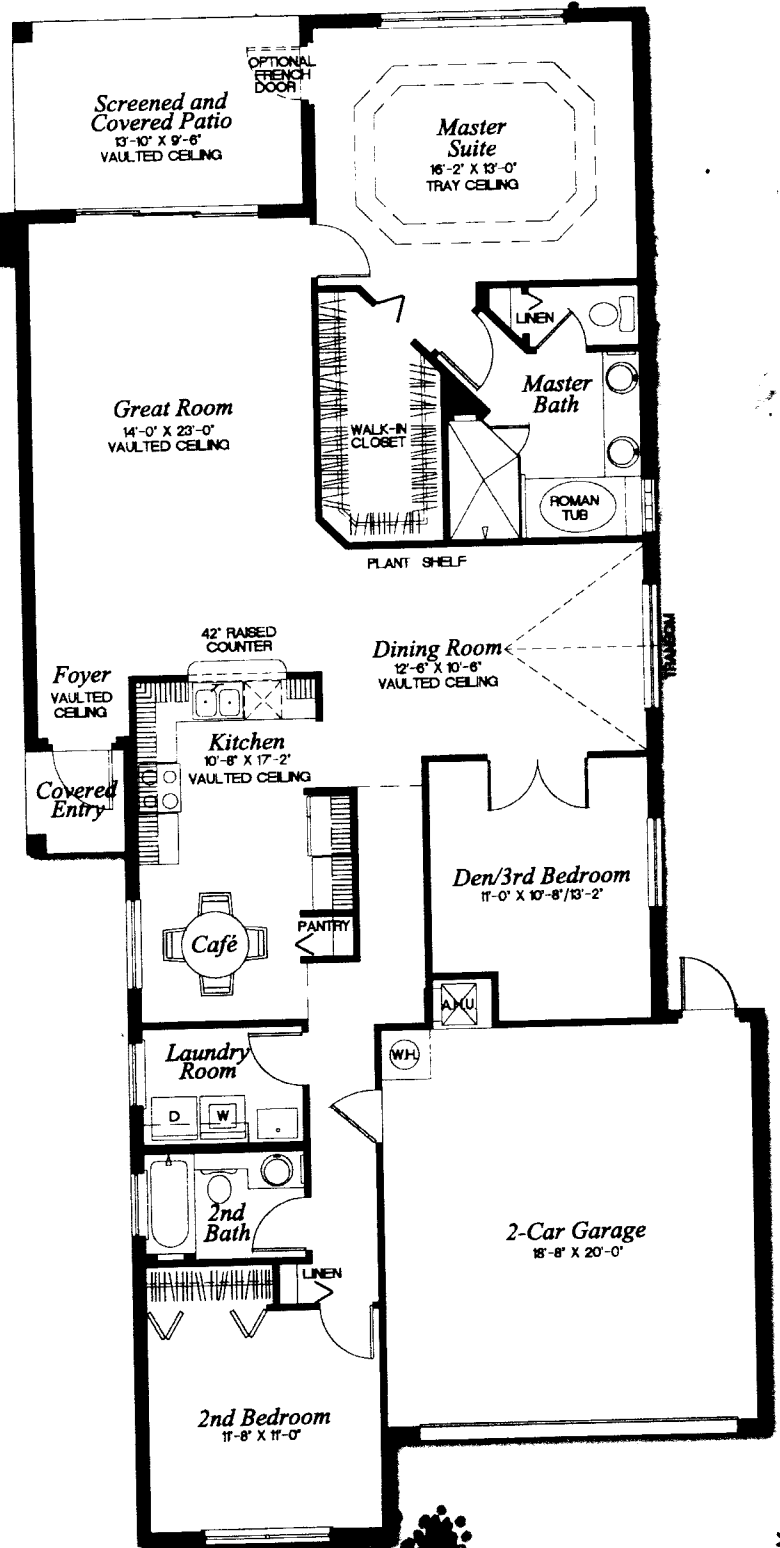 OPTIONAL
FRENCH
DOOR
Screened and
Covered Patio
13'-10" X 9'-6"
VAULTED CEILING
Master
Suite
16'-2" X 13'-0"
TRAY CEILING
LINEN
Master
Bath
Great Room
14'-0" X 23'-0"
VAULTED CEILING
WALK-IN
CLOSET
ROMAN
TUB
PLANT SHELF
42" RAISED
COUNTER
Dining Room
12'-6" X 10'-6"
VAULTED CEILING
TRANSOM
Foyer
VAULTED
CEILING
Kitchen
10'-8" X 17'-2"
VAULTED CEILING
Covered
Entry
Den/3rd Bedroom
11'-0" X 10'-8"/13'-2"
PANTRY
Café
A.H.U.
Laundry
Room
W.H.
D
W
2nd
Bath
2-Car Garage
18'-8" X 20'-0"
LINEN
2nd Bedroom
11'-8" X 11'-0"